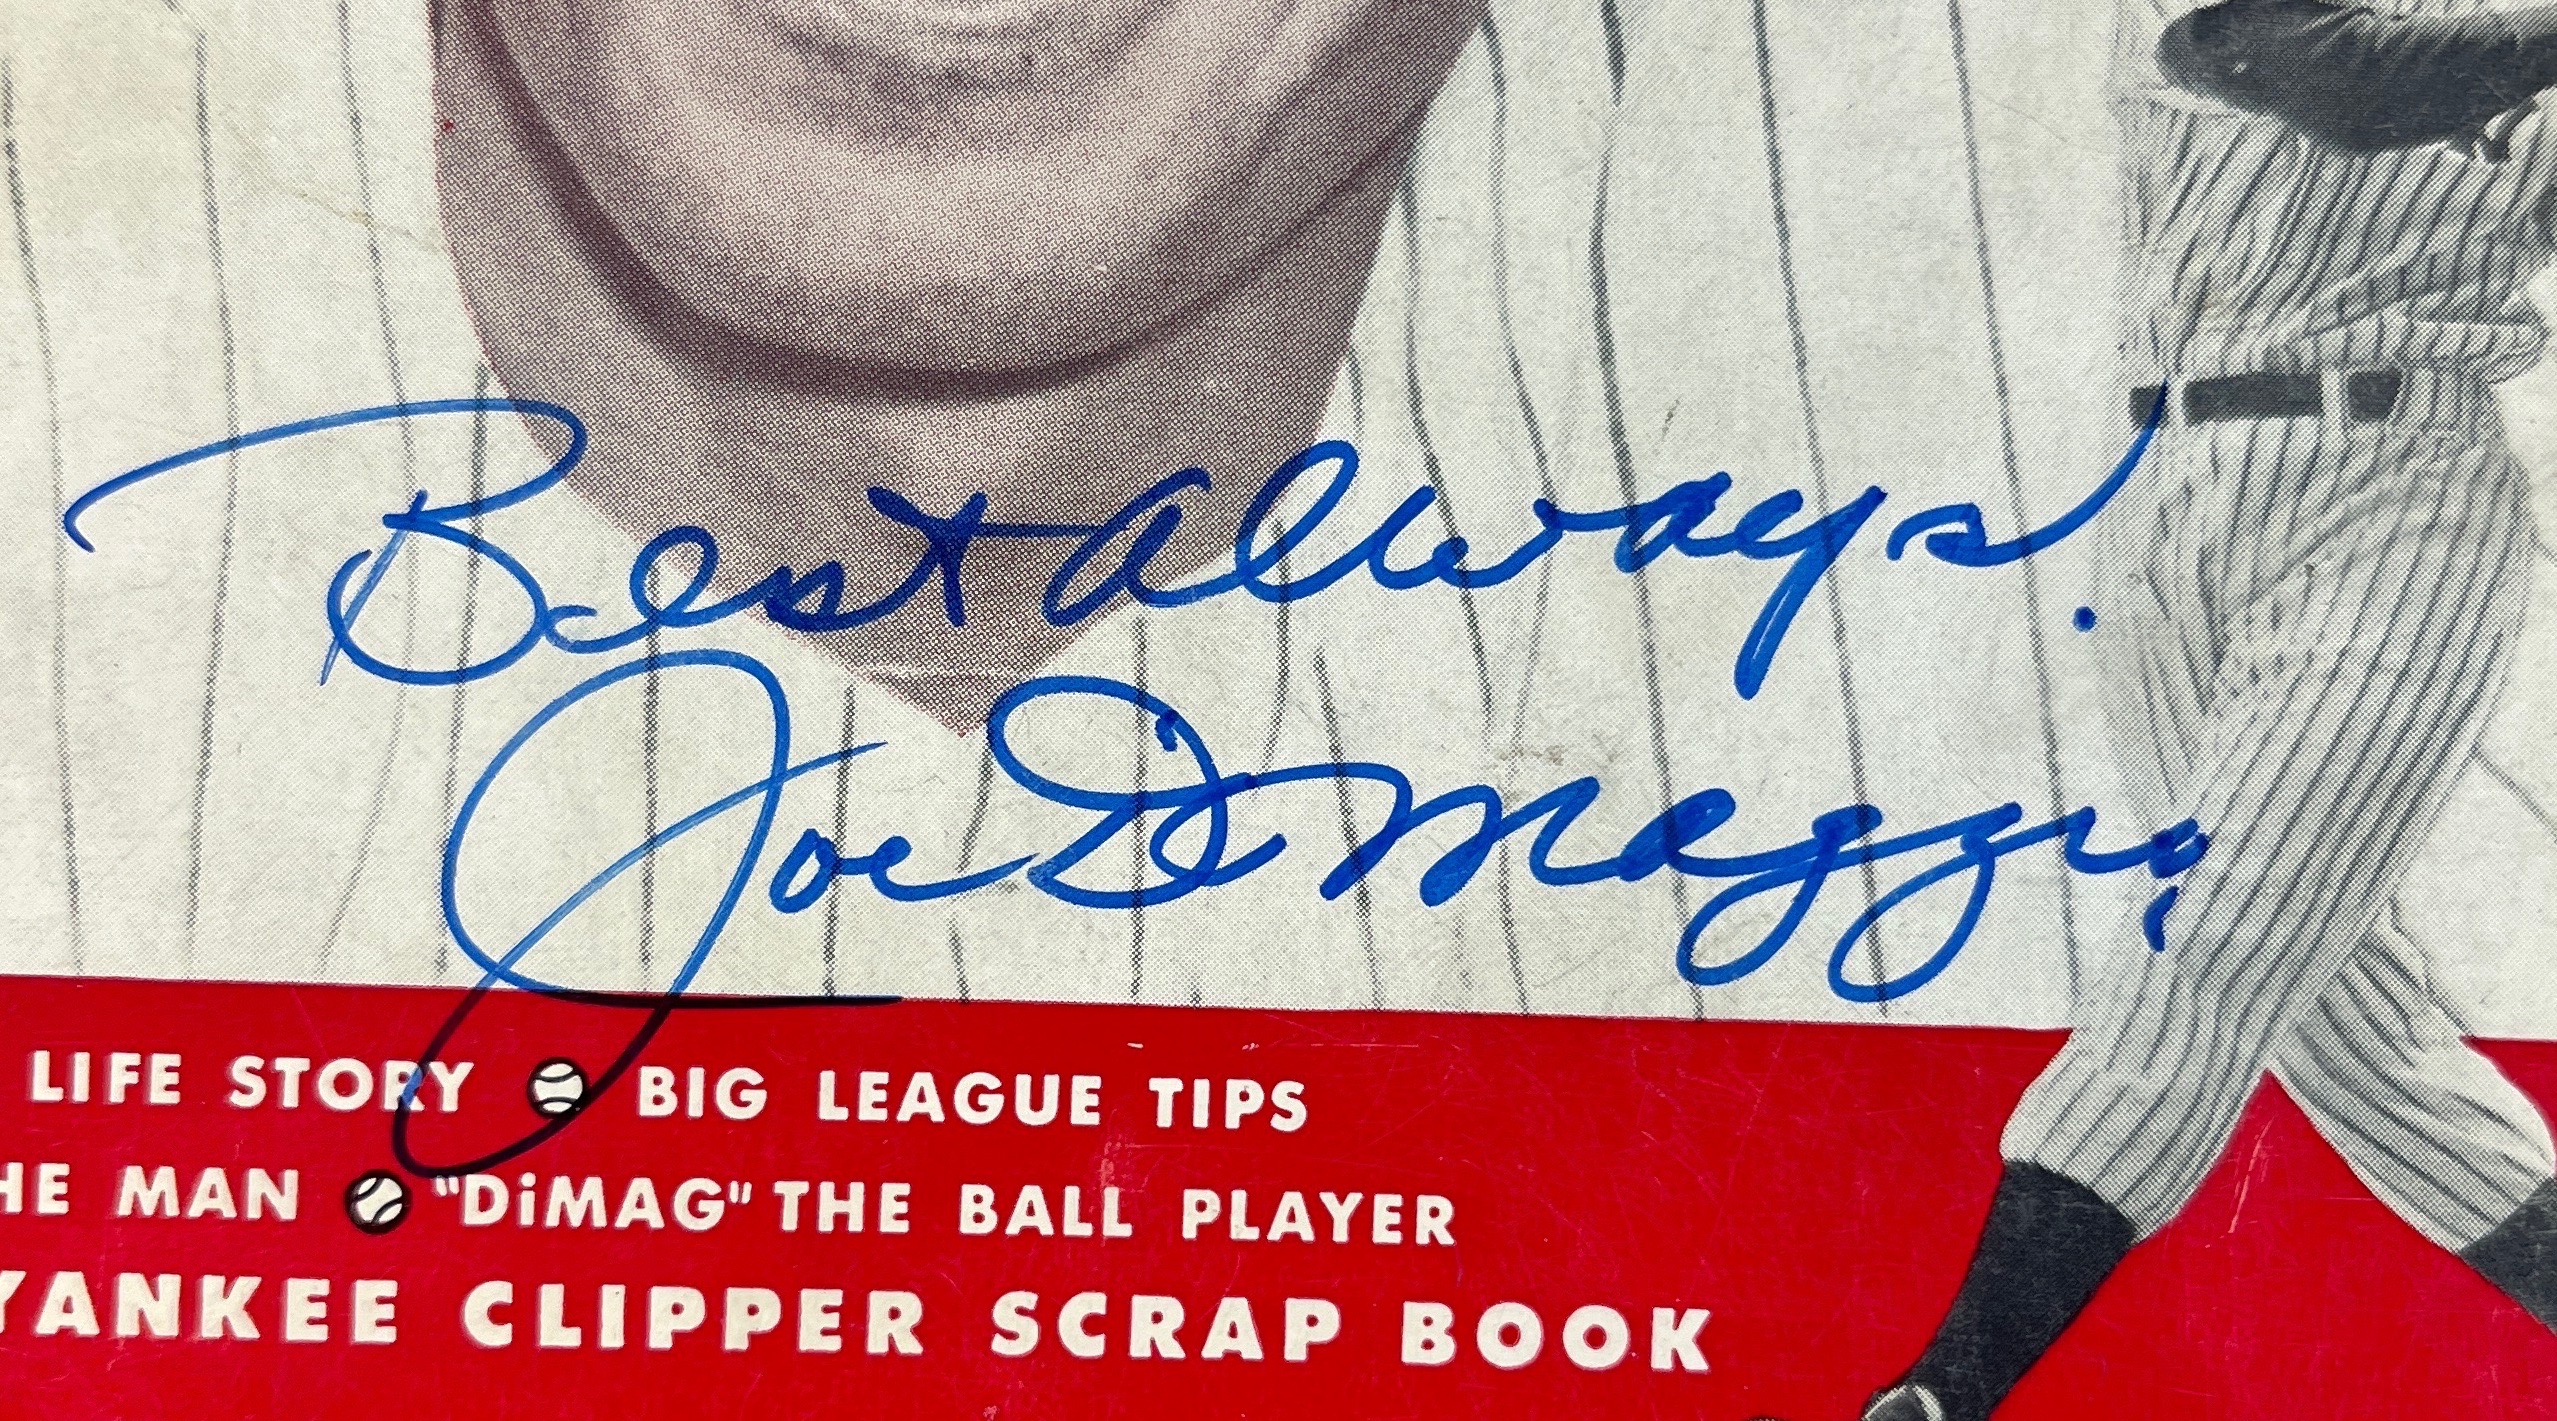 Best always!
Joe DiMaggio
LIFE STORY BIG LEAGUE TIPS
HE MAN "DiMAG" THE BALL PLAYER
YANKEE CLIPPER SCRAP BOOK